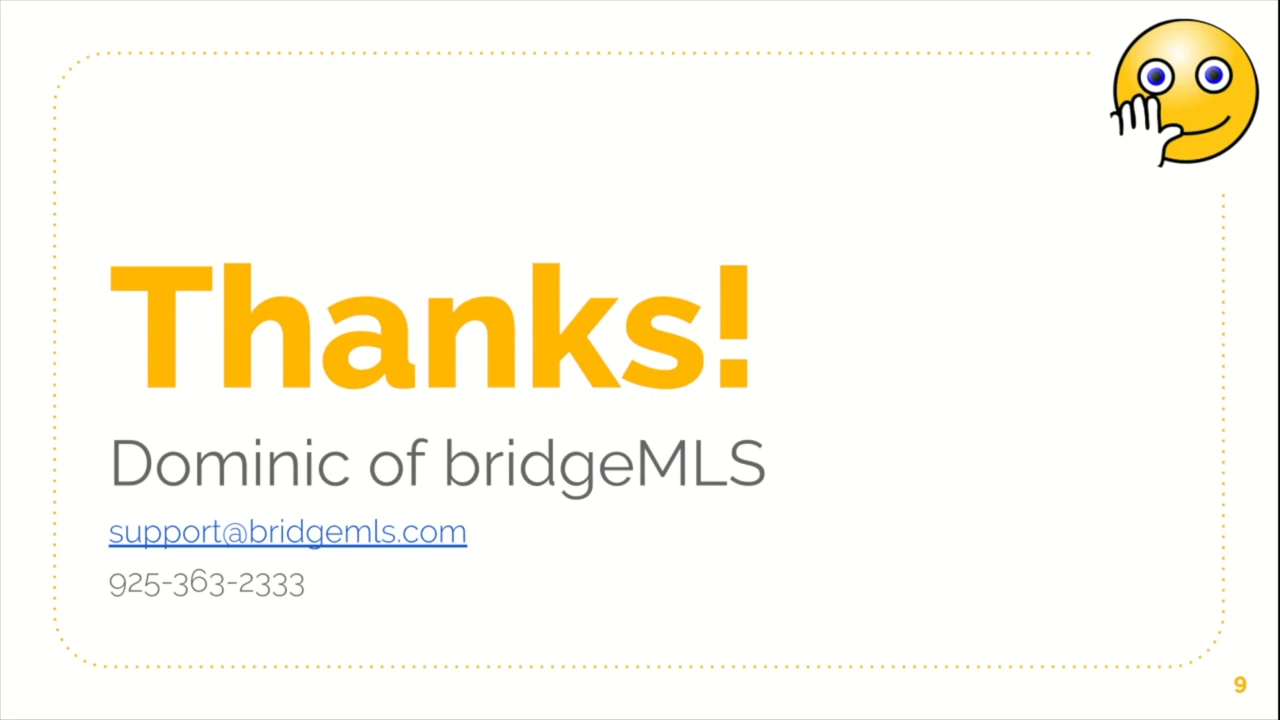 Thanks!
Dominic of bridgeMLS
support@bridgemls.com
925-363-2333
9